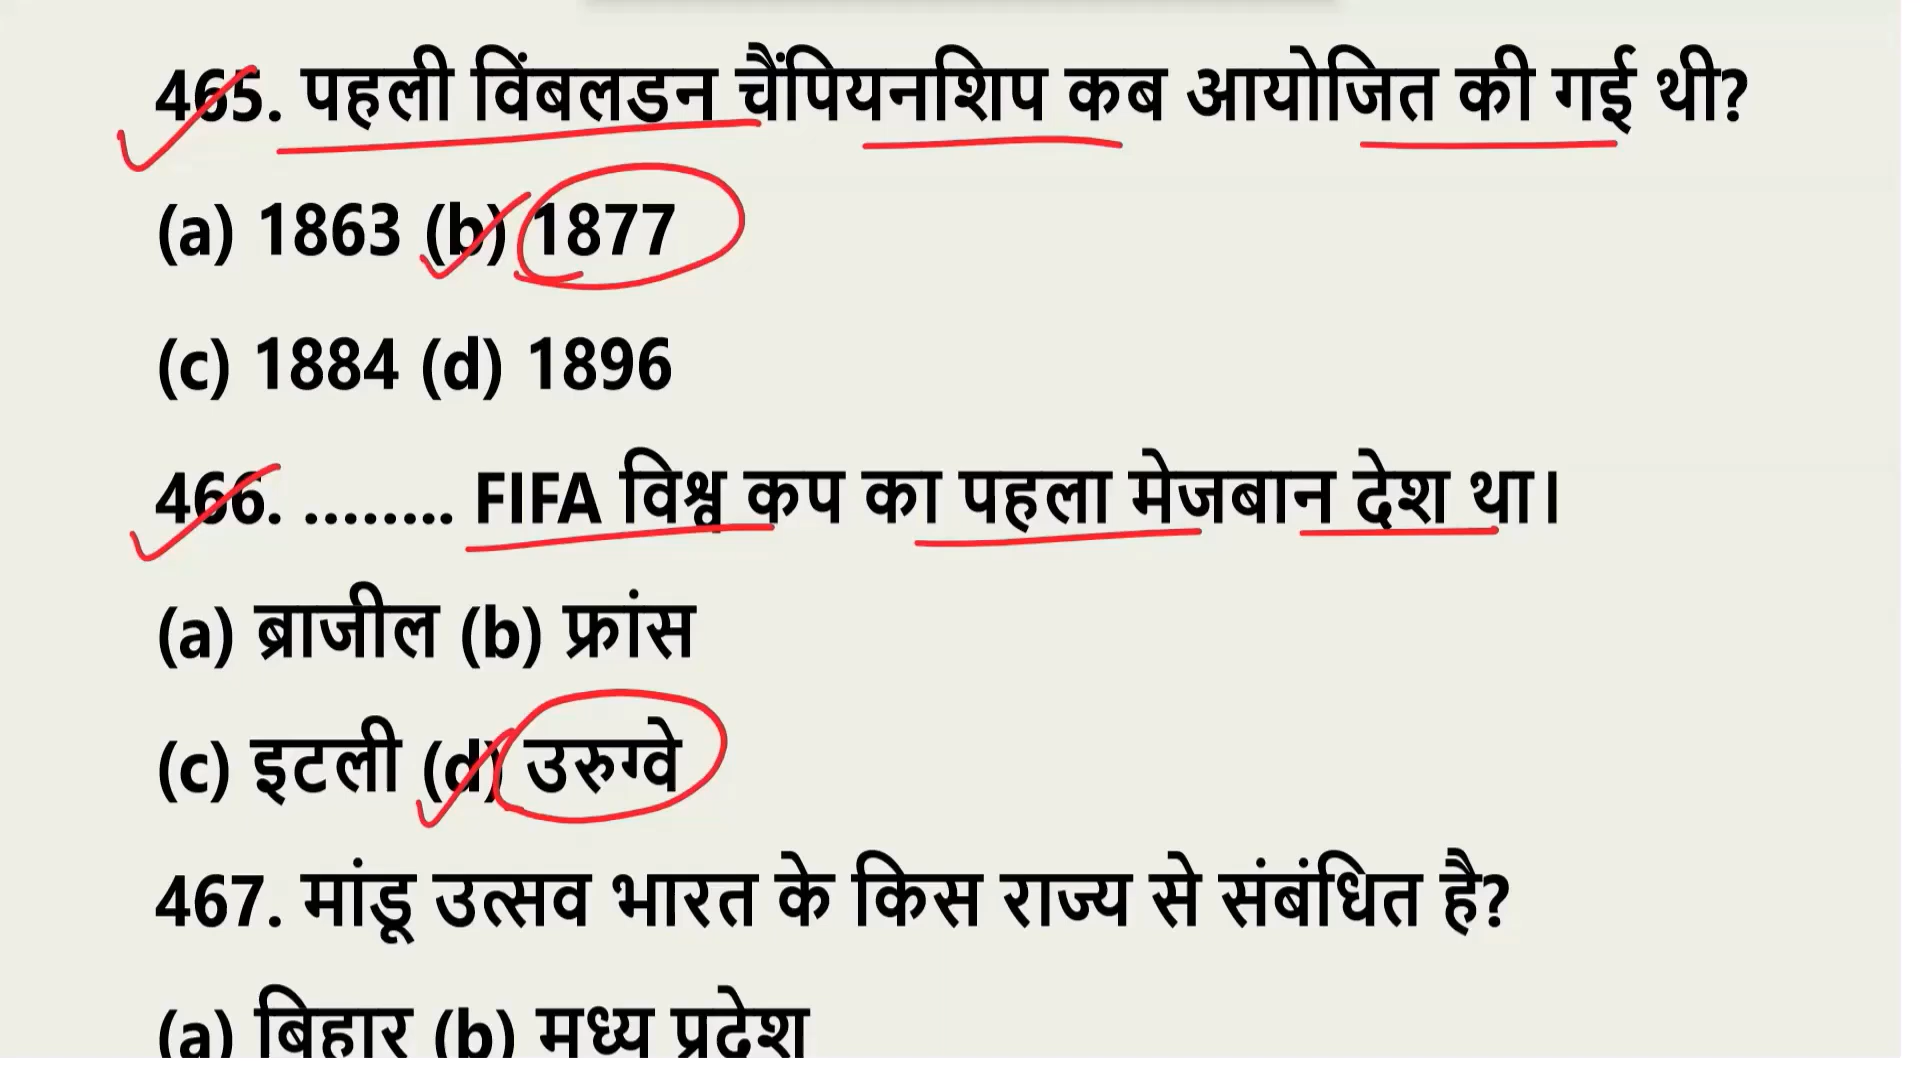 465. पहली विंबलडन चैंपियनशिप कब आयोजित की गई थी?
(a) 1863 (b) 1877
(c) 1884 (d) 1896
466. ........ FIFA विश्व कप का पहला मेजबान देश था।
(a) ब्राजील (b) फ्रांस
(c) इटली (d) उरुग्वे
467. मांडू उत्सव भारत के किस राज्य से संबंधित है?
(a) बिहार (b) मध्य प्रदेश